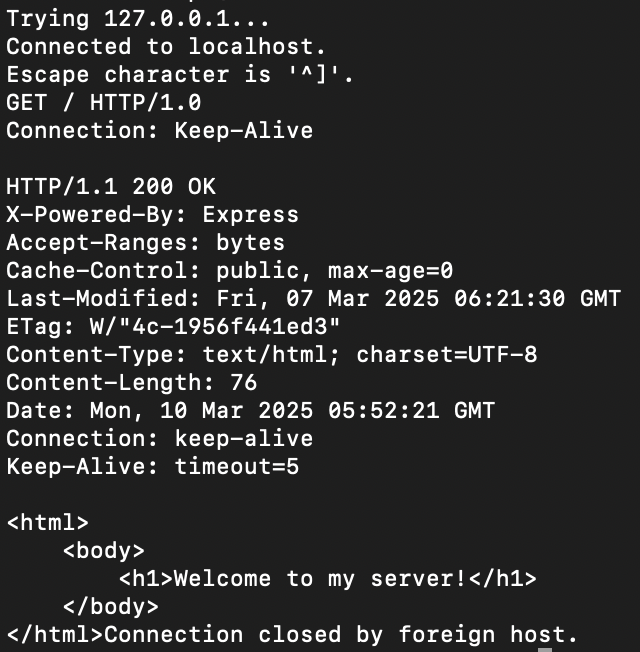 Trying 127.0.0.1...
Connected to localhost.
Escape character is '^]'.
GET / HTTP/1.0
Connection: Keep-Alive

HTTP/1.1 200 OK
X-Powered-By: Express
Accept-Ranges: bytes
Cache-Control: public, max-age=0
Last-Modified: Fri, 07 Mar 2025 06:21:30 GMT
ETag: W/"4c-1956f441ed3"
Content-Type: text/html; charset=UTF-8
Content-Length: 76
Date: Mon, 10 Mar 2025 05:52:21 GMT
Connection: keep-alive
Keep-Alive: timeout=5

<html>
    <body>
        <h1>Welcome to my server!</h1>
    </body>
</html>Connection closed by foreign host.